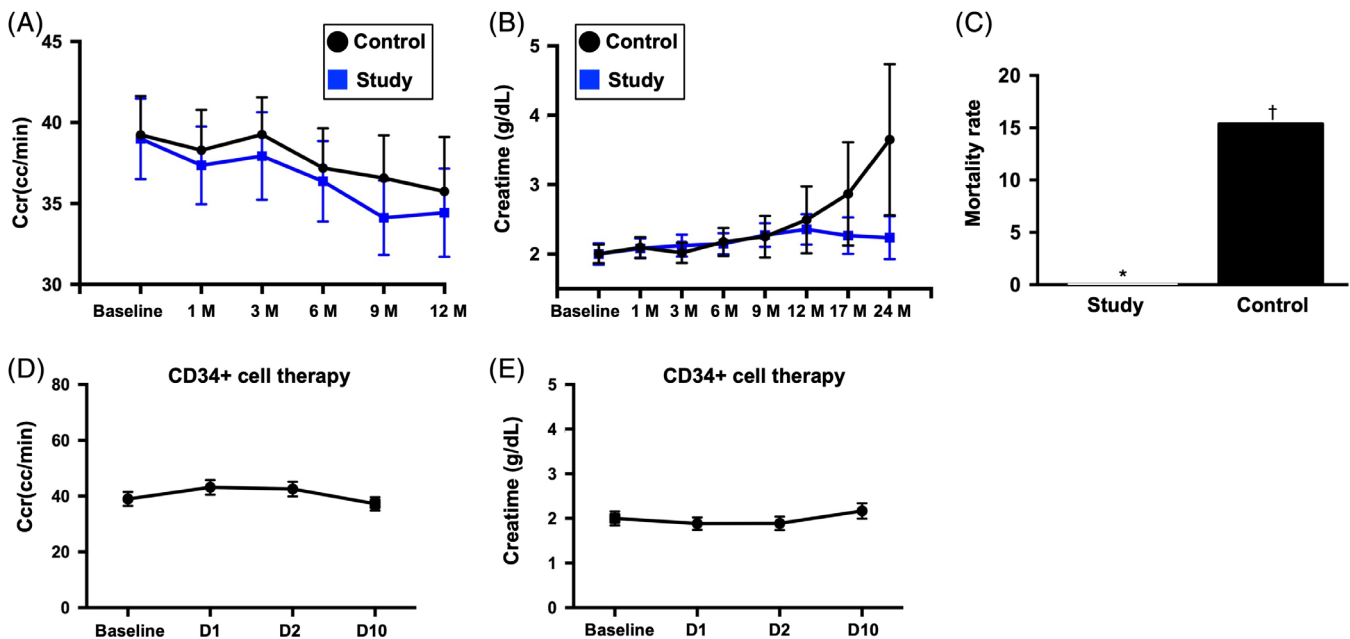 (A)
Control
Study
Ccr(cc/min)
45
40
35
30
Baseline 1 M 3 M 6 M 9 M 12 M
(B)
Control
Study
Creatime (g/dL)
5
4
3
2
Baseline 1 M 3 M 6 M 9 M 12 M 17 M 24 M
(C)
Mortality rate
20
15
10
5
0
*
†
Study Control
(D)
CD34+ cell therapy
Ccr(cc/min)
80
60
40
20
0
Baseline D1 D2 D10
(E)
CD34+ cell therapy
Creatime (g/dL)
5
4
3
2
1
0
Baseline D1 D2 D10